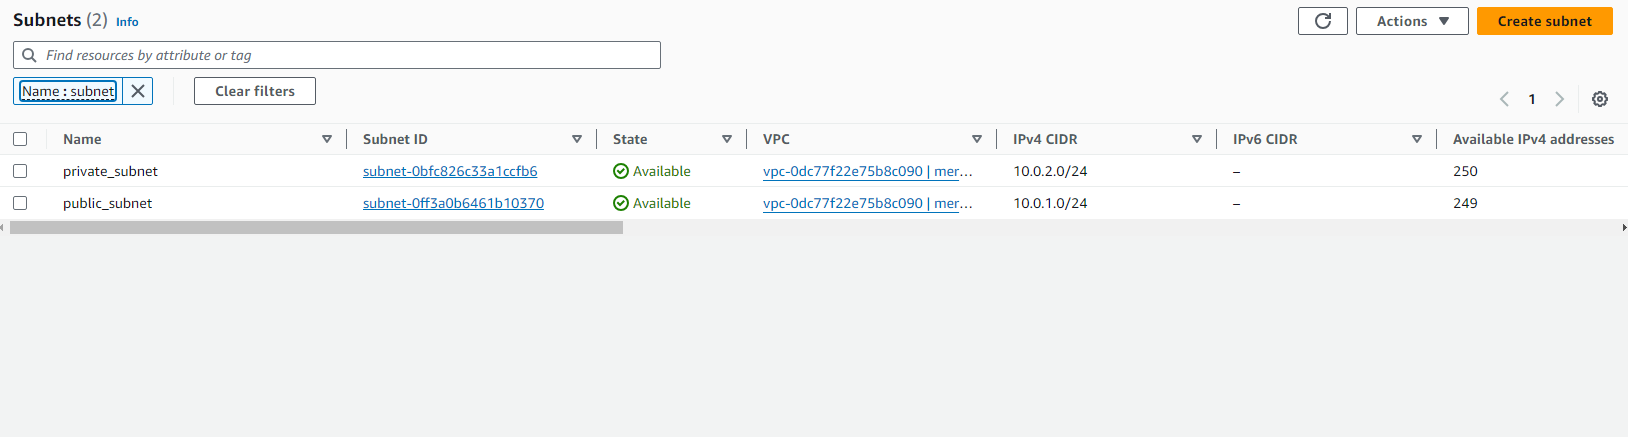 Subnets (2) Info
Actions
Create subnet
Find resources by attribute or tag
Name : subnet
Clear filters
1
Name Subnet ID State VPC IPv4 CIDR IPv6 CIDR Available IPv4 addresses
private_subnet subnet-0bfc826c33a1ccfb6 Available vpc-0dc77f22e75b8c090 | mer... 10.0.2.0/24 – 250
public_subnet subnet-0ff3a0b6461b10370 Available vpc-0dc77f22e75b8c090 | mer... 10.0.1.0/24 – 249